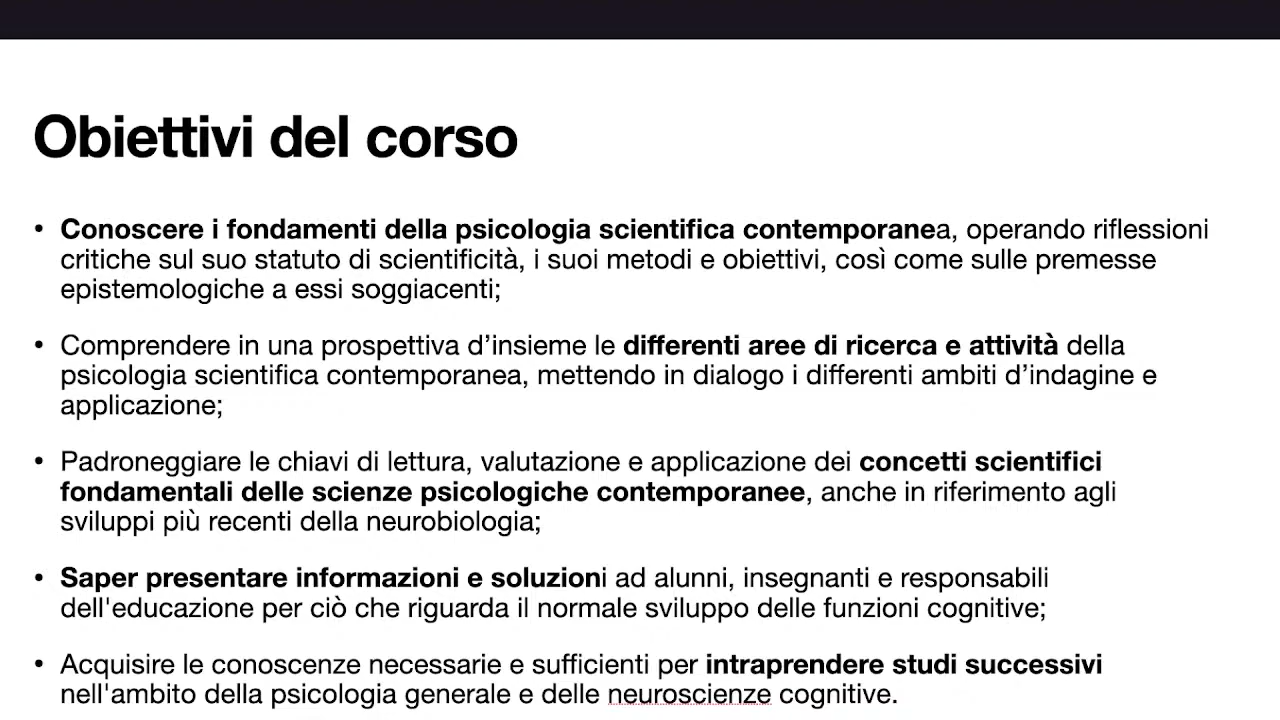 Obiettivi del corso
• Conoscere i fondamenti della psicologia scientifica contemporanea, operando riflessioni
critiche sul suo statuto di scientificità, i suoi metodi e obiettivi, così come sulle premesse
epistemologiche a essi soggiacenti;
• Comprendere in una prospettiva d’insieme le differenti aree di ricerca e attività della
psicologia scientifica contemporanea, mettendo in dialogo i differenti ambiti d’indagine e
applicazione;
• Padroneggiare le chiavi di lettura, valutazione e applicazione dei concetti scientifici
fondamentali delle scienze psicologiche contemporanee, anche in riferimento agli
sviluppi più recenti della neurobiologia;
• Saper presentare informazioni e soluzioni ad alunni, insegnanti e responsabili
dell'educazione per ciò che riguarda il normale sviluppo delle funzioni cognitive;
• Acquisire le conoscenze necessarie e sufficienti per intraprendere studi successivi
nell'ambito della psicologia generale e delle neuroscienze cognitive.